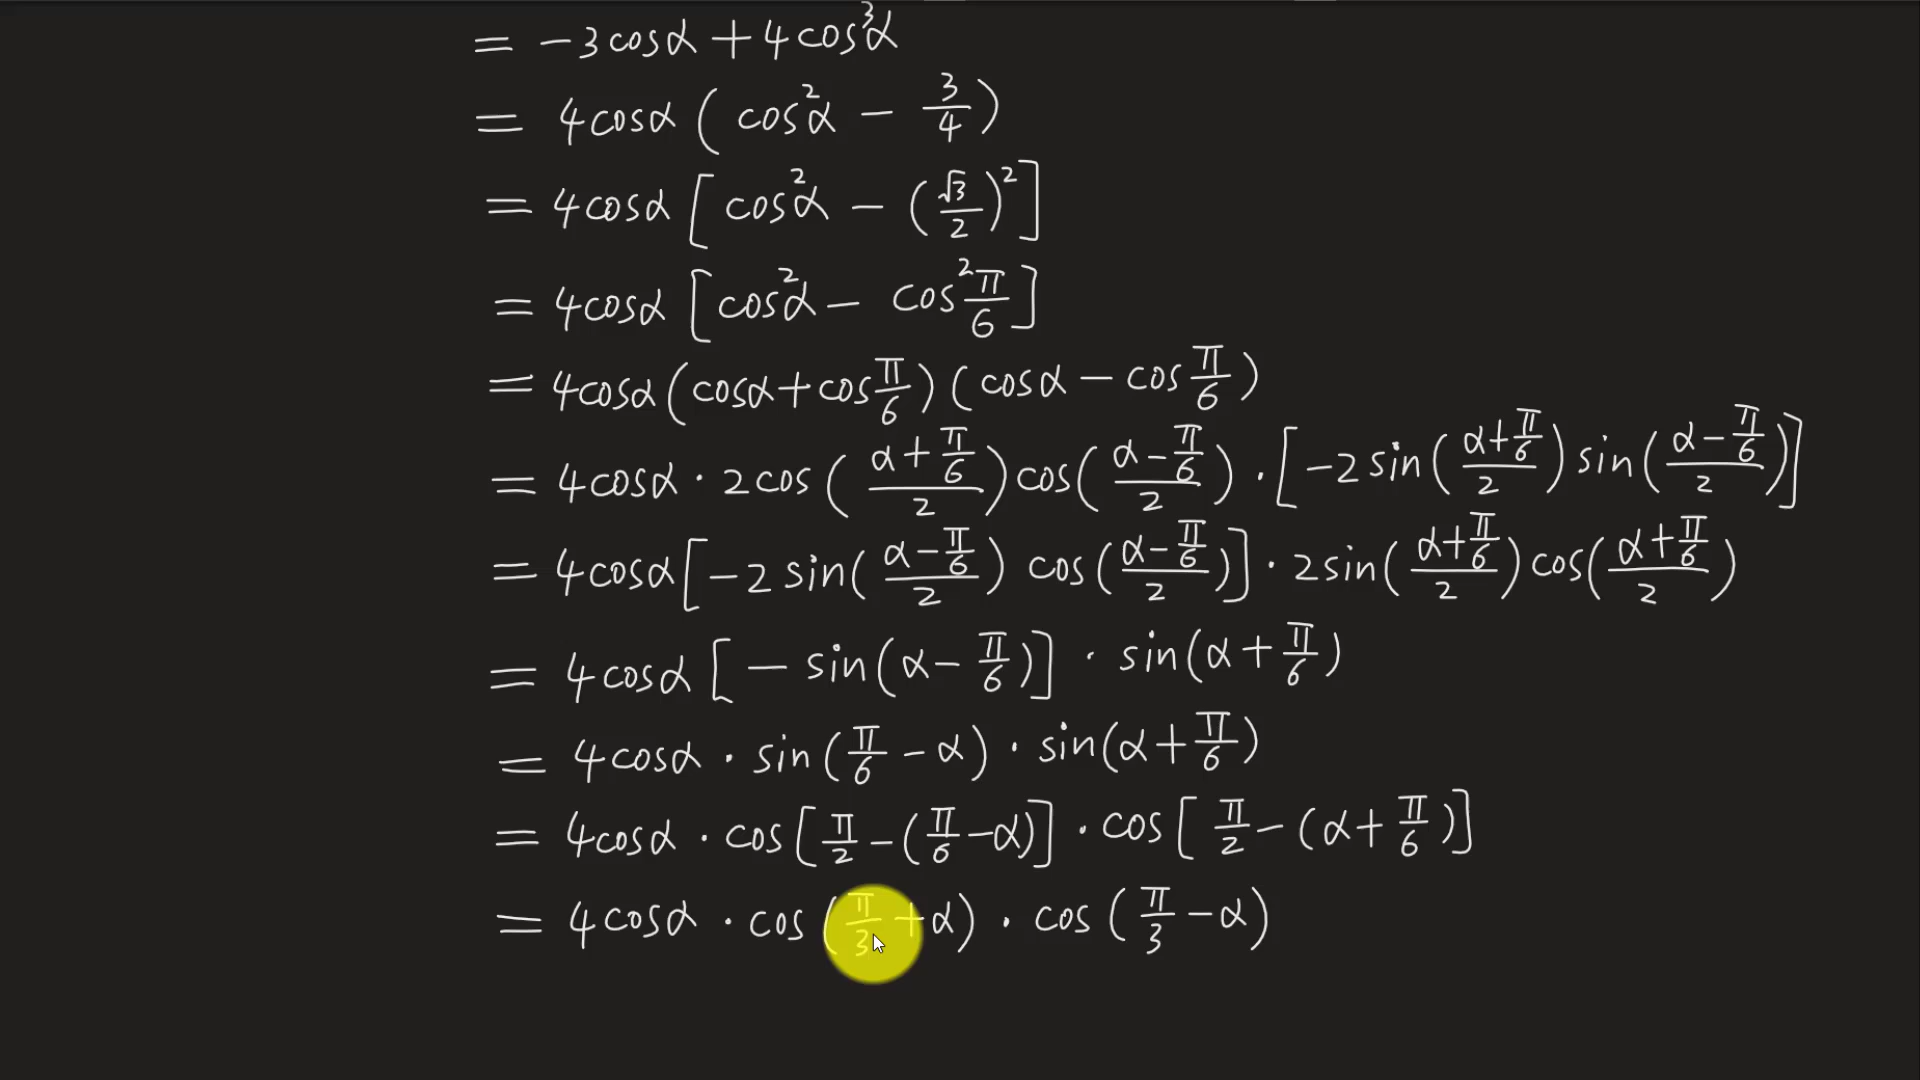 = −3cosα + 4cos³α
= 4cosα ( cos²α − 3/4 )
= 4cosα [ cos²α − (√3/2)² ]
= 4cosα [ cos²α − cos² π/6 ]
= 4cosα ( cosα + cos π/6 ) ( cosα − cos π/6 )
= 4cosα · 2cos( (α + π/6)/2 ) cos( (α − π/6)/2 ) · [ −2sin( (α + π/6)/2 ) sin( (α − π/6)/2 ) ]
= 4cosα [ −2sin( (α − π/6)/2 ) cos( (α − π/6)/2 ) ] · 2sin( (α + π/6)/2 ) cos( (α + π/6)/2 )
= 4cosα [ − sin(α − π/6) ] · sin(α + π/6)
= 4cosα · sin( π/6 − α ) · sin(α + π/6)
= 4cosα · cos[ π/2 − ( π/6 − α ) ] · cos[ π/2 − ( α + π/6 ) ]
= 4cosα · cos( π/3 + α ) · cos( π/3 − α )